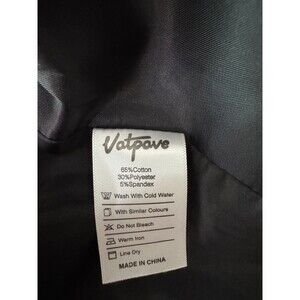 Vatpave
65%Cotton
30%Polyester
5%Spandex
Wash With Cold Water
With Similar Colours
Do Not Bleach
Warm Iron
Line Dry
MADE IN CHINA